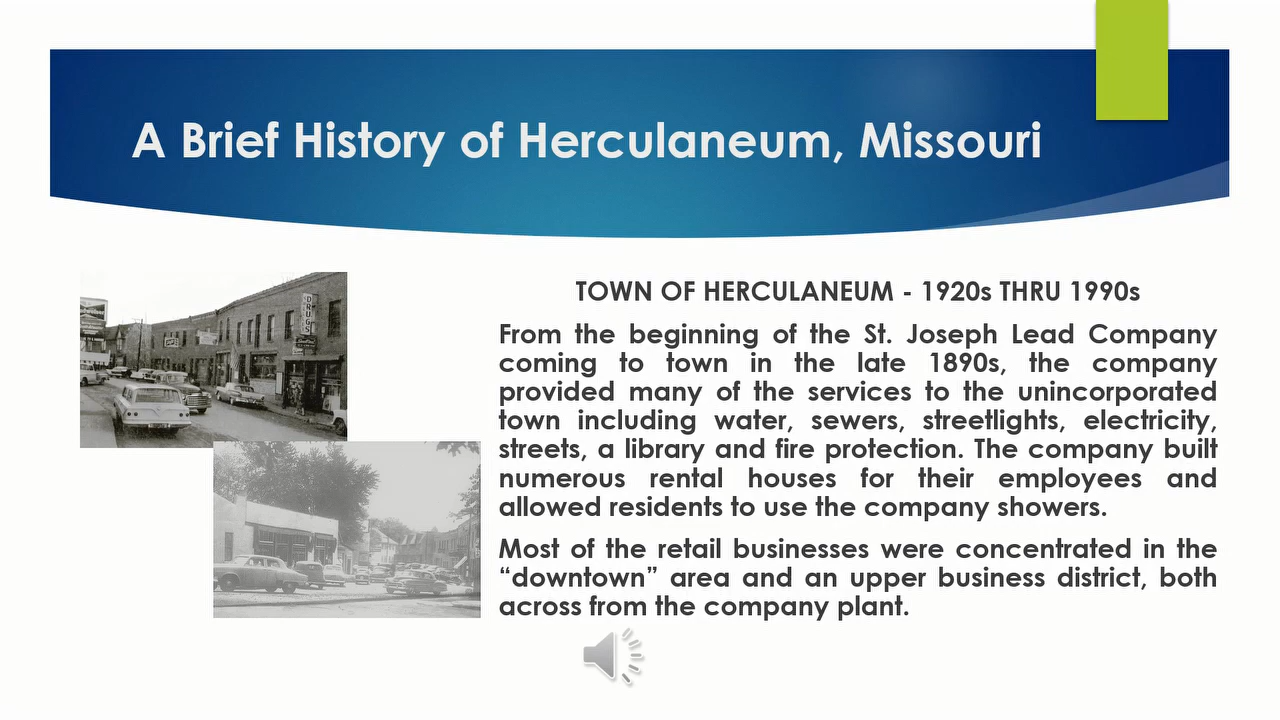 A Brief History of Herculaneum, Missouri
DRUGS
TOWN OF HERCULANEUM - 1920s THRU 1990s
From the beginning of the St. Joseph Lead Company
coming to town in the late 1890s, the company
provided many of the services to the unincorporated
town including water, sewers, streetlights, electricity,
streets, a library and fire protection. The company built
numerous rental houses for their employees and
allowed residents to use the company showers.
Most of the retail businesses were concentrated in the
“downtown” area and an upper business district, both
across from the company plant.